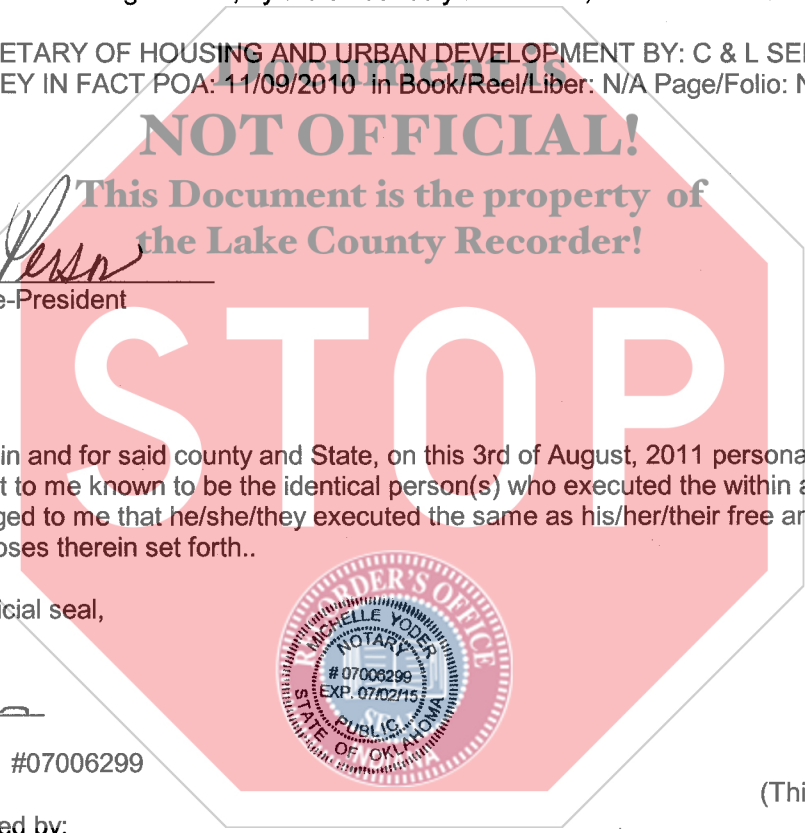 ETARY OF HOUSING AND URBAN DEVELOPMENT BY: C & L SE
Document is
EY IN FACT POA: 11/09/2010 in Book/Reel/Liber: N/A Page/Folio: N
NOT OFFICIAL!
This Document is the property of
the Lake County Recorder!
e-President
STOP
in and for said county and State, on this 3rd of August, 2011 persona
t to me known to be the identical person(s) who executed the within a
ged to me that he/she/they executed the same as his/her/their free an
oses therein set forth..
icial seal,
RECORDER'S OFFICE
MICHELLE YODER
NOTARY
# 07006299
EXP. 07/02/15
PUBLIC
SEAL
STATE OF OKLAHOMA
INDIANA
#07006299
(Thi
ed by: